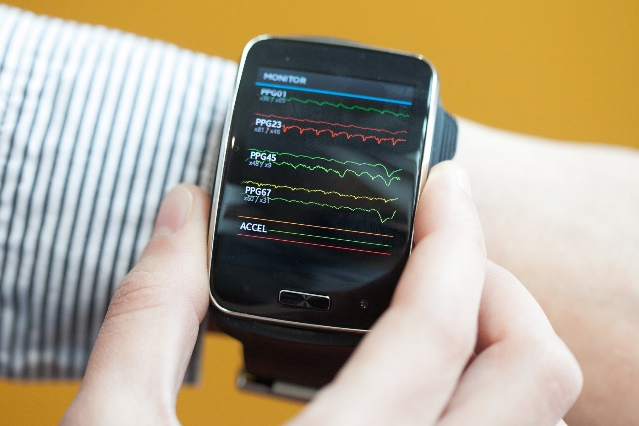 MONITOR
PPG01
PPG23
x81 / x46
PPG45
PPG67
ACCEL